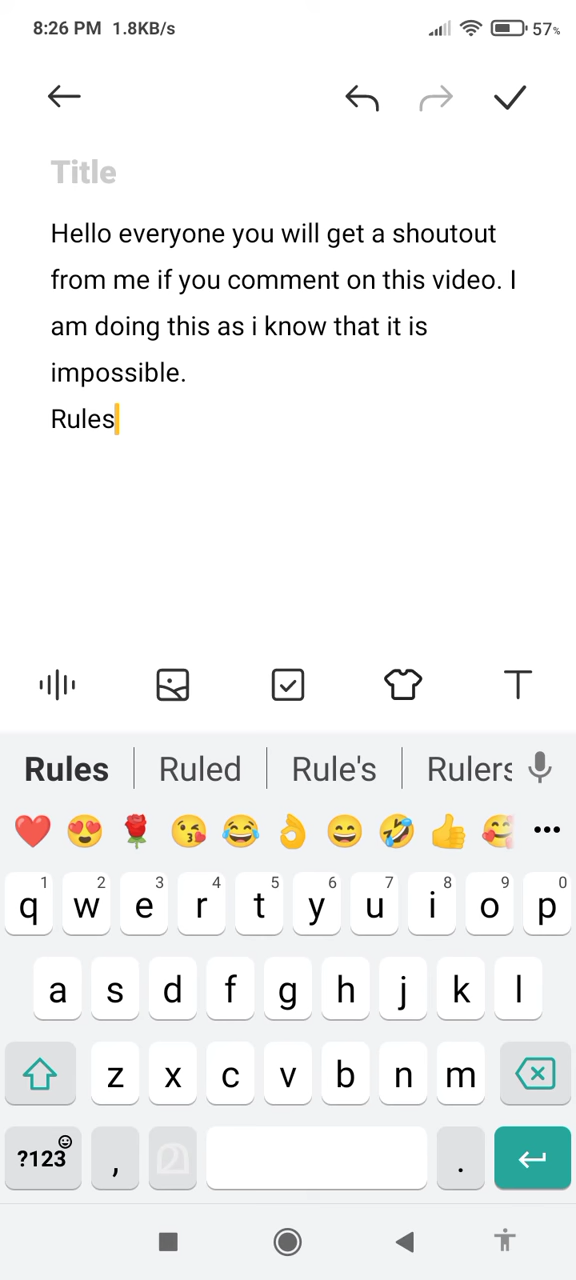 8:26 PM 1.8KB/s 57%
Title
Hello everyone you will get a shoutout
from me if you comment on this video. I
am doing this as i know that it is
impossible.
Rules
T
Rules Ruled Rule's Rulers
1 2 3 4 5 6 7 8 9 0
q w e r t y u i o p
a s d f g h j k l
z x c v b n m
?123 , മ .